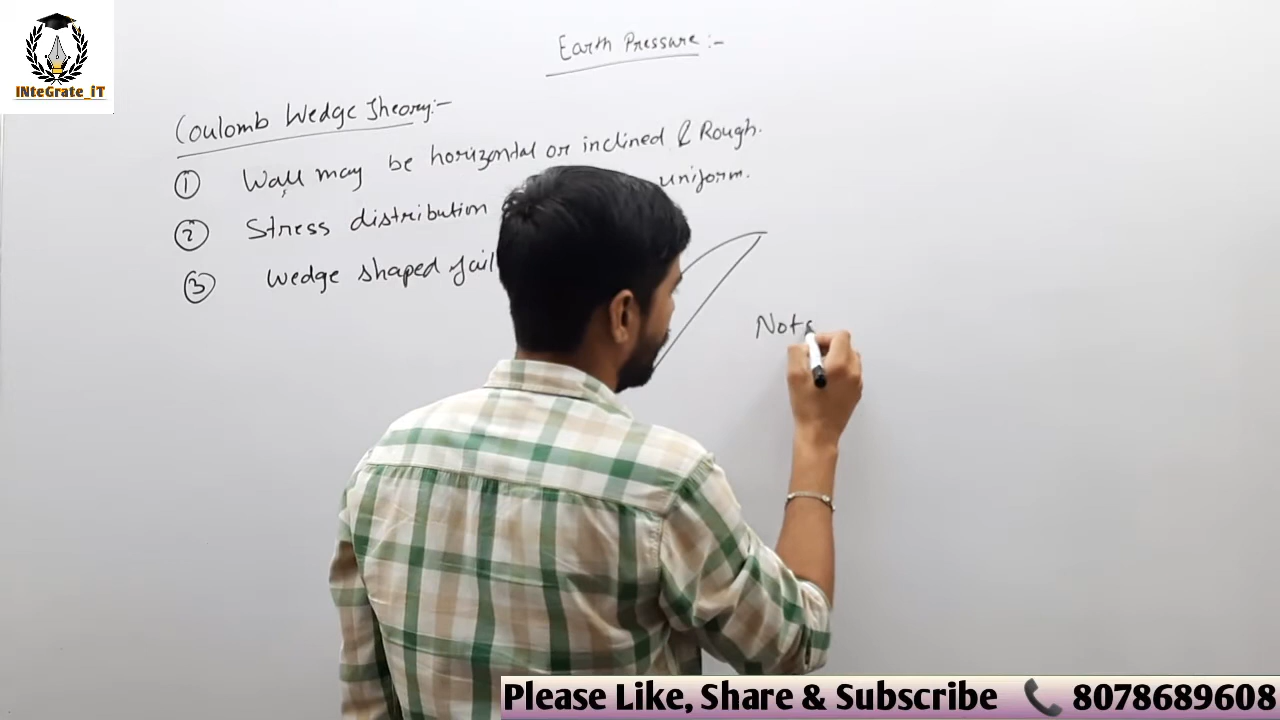 INteGrate_iT
Earth Pressure :-
Coulomb Wedge Theory:-
① Wall may be horizontal or inclined & Rough.
② Stress distribution uniform.
③ Wedge shaped fail
Note
Please Like, Share & Subscribe 8078689608